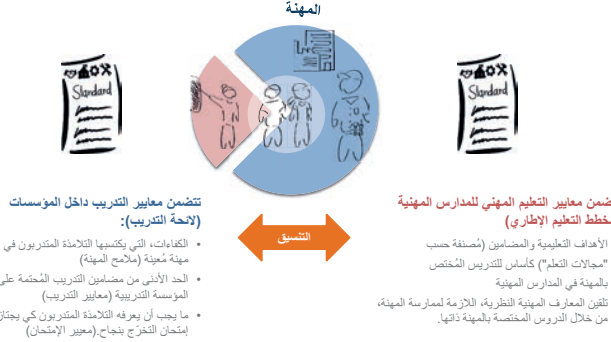 المهنة
Standard
Standard
ضمن معايير التعليم المهني للمدارس المهنية
خطط التعليم الإطاري)
الأهداف التعليمية والمضامين (مُصنفة حسب
"مجالات التعلم") كأساس للتدريس المُختص
بالمهنة في المدارس المهنية
تلقين المعارف المهنية النظرية، اللازمة لممارسة المهنة،
من خلال الدروس المختصة بالمهنة ذاتها.
التنسيق
تتضمن معايير التدريب داخل المؤسسات
(لائحة التدريب):
• الكفاءات، التي يكتسبها التلامذة المتدربون في
مهنة مُعينة (ملامح المهنة)
• الحد الأدنى من مضامين التدريب المُحتمة على
المؤسسة التدريبية (معايير التدريب)
• ما يجب أن يعرفه التلامذة المتدربون كي يجتاز
إمتحان التخرّج بنجاح.(معيير الإمتحان)